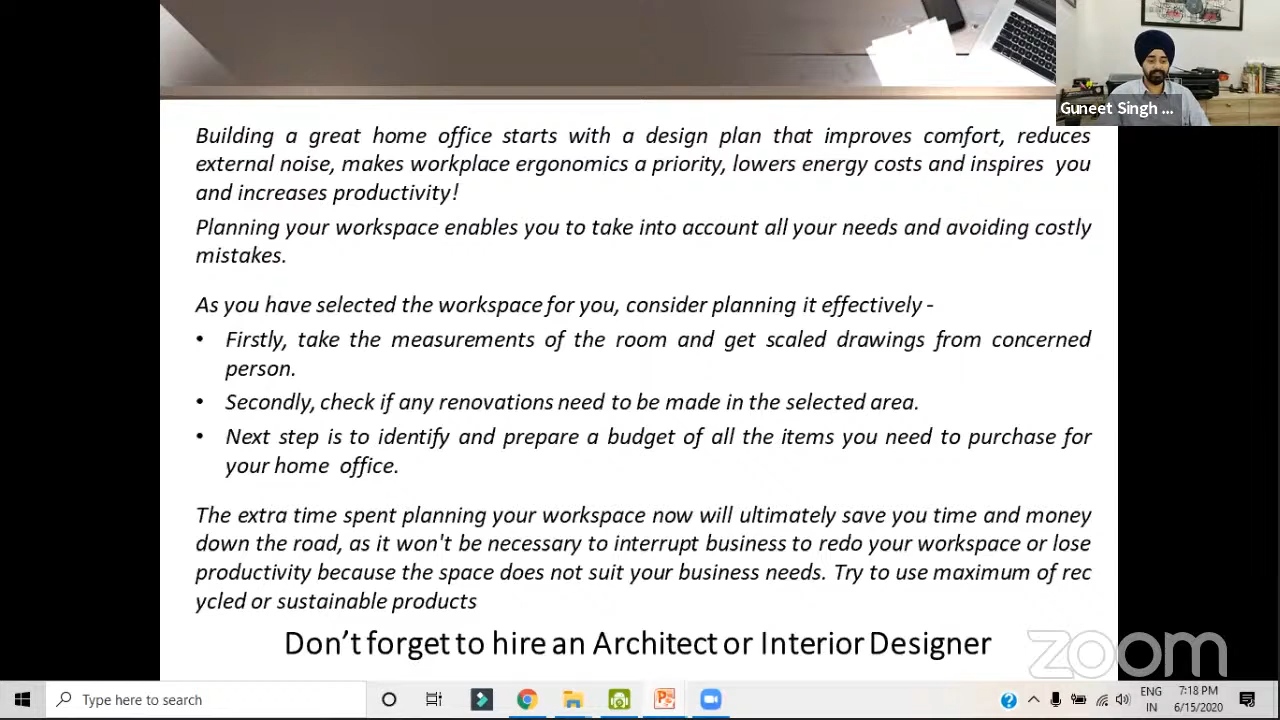 Guneet Singh ...
Building a great home office starts with a design plan that improves comfort, reduces
external noise, makes workplace ergonomics a priority, lowers energy costs and inspires you
and increases productivity!
Planning your workspace enables you to take into account all your needs and avoiding costly
mistakes.
As you have selected the workspace for you, consider planning it effectively -
• Firstly, take the measurements of the room and get scaled drawings from concerned
person.
• Secondly, check if any renovations need to be made in the selected area.
• Next step is to identify and prepare a budget of all the items you need to purchase for
your home office.
The extra time spent planning your workspace now will ultimately save you time and money
down the road, as it won't be necessary to interrupt business to redo your workspace or lose
productivity because the space does not suit your business needs. Try to use maximum of rec
ycled or sustainable products
Don't forget to hire an Architect or Interior Designer
zoom
Type here to search
ENG
IN
7:18 PM
6/15/2020